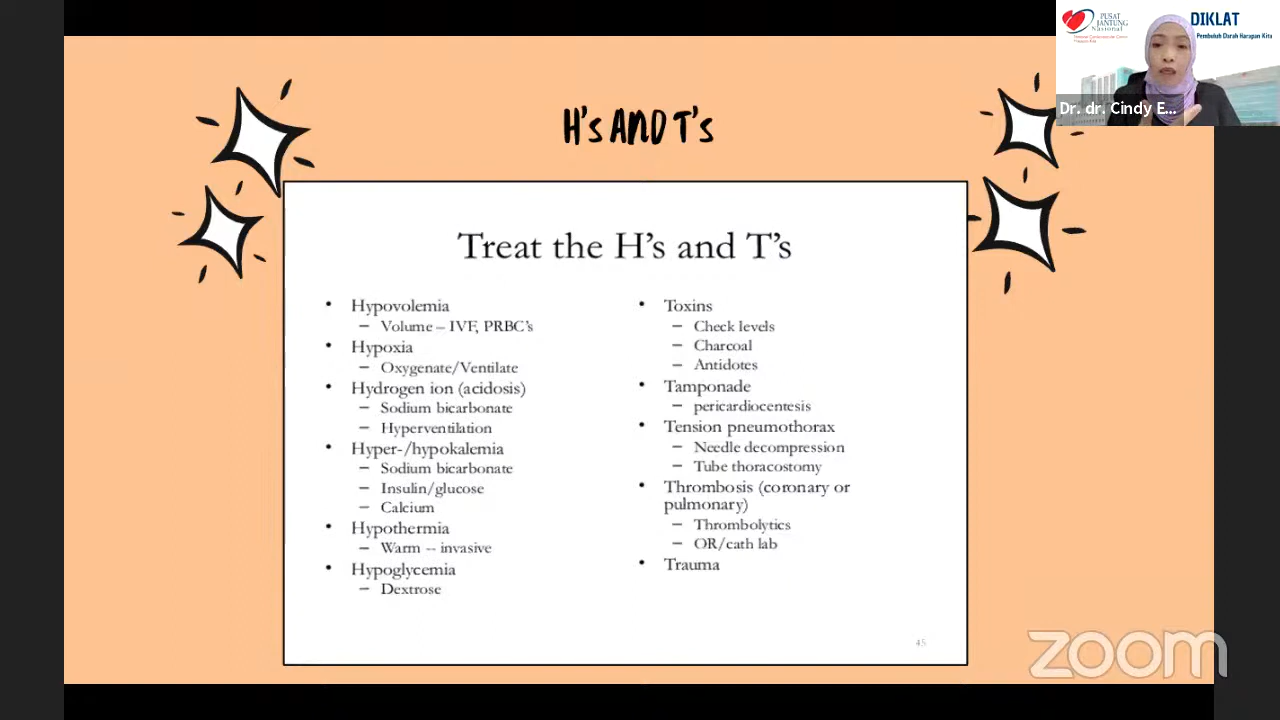 PUSAT
JANTUNG
Nasional
DIKLAT
Pembuluh Darah Harapan Kita
Dr. dr. Cindy E...
H's AND T's
Treat the H's and T's
• Hypovolemia
– Volume – IVF, PRBC's
• Hypoxia
– Oxygenate/Ventilate
• Hydrogen ion (acidosis)
– Sodium bicarbonate
– Hyperventilation
• Hyper-/hypokalemia
– Sodium bicarbonate
– Insulin/glucose
– Calcium
• Hypothermia
– Warm -- invasive
• Hypoglycemia
– Dextrose
• Toxins
– Check levels
– Charcoal
– Antidotes
• Tamponade
– pericardiocentesis
• Tension pneumothorax
– Needle decompression
– Tube thoracostomy
• Thrombosis (coronary or
pulmonary)
– Thrombolytics
– OR/cath lab
• Trauma
45
zoom